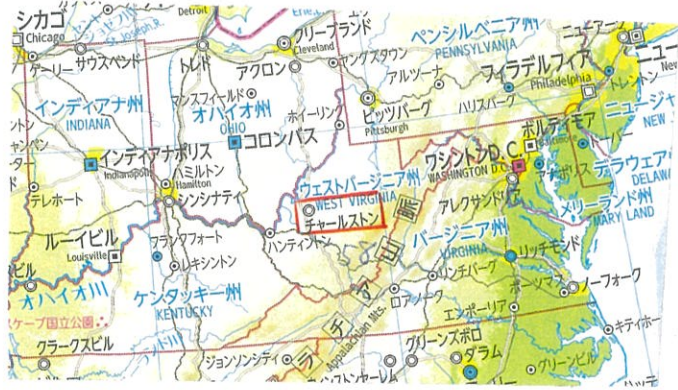 シカゴ
Chicago
Detroit
St. Joseph R.
ゲーリー
サウスベンド
トレド
クリーブランド
Cleveland
アクロン
ヤングスタウン
ペンシルベニア州
PENNSYLVANIA
アルツーナ
フィラデルフィア
Philadelphia
トレントン
インディアナ州
INDIANA
マンスフィールド
オハイオ州
OHIO
ホイーリング
ピッツバーグ
Pittsburgh
ハリスバーグ
ニュージャ
NEW
コロンバス
ボルティモア
Baltimore
インディアナポリス
Indianapolis
ハミルトン
Hamilton
ワシントンD.C.
WASHINGTON D.C.
アナポリス
デラウェア
DELAW
テレホート
シンシナティ
ウェストバージニア州
WEST VIRGINIA
チャールストン
アレクサンドリア
メリーランド州
MARYLAND
ルーイビル
Louisville
フランクフォート
ハンティントン
バージニア州
VIRGINIA
リッチモンド
レキシントン
リンチバーグ
オハイオ川
ケンタッキー州
KENTUCKY
ロアノーク
ポーツマス
ノーフォーク
ケーブ国立公園
エンポーリア
アパラチア山脈
Appalachian Mts.
クラークスビル
ジョンソンシティ
グリーンズボロ
ダラム
グリーンビル
キティホー